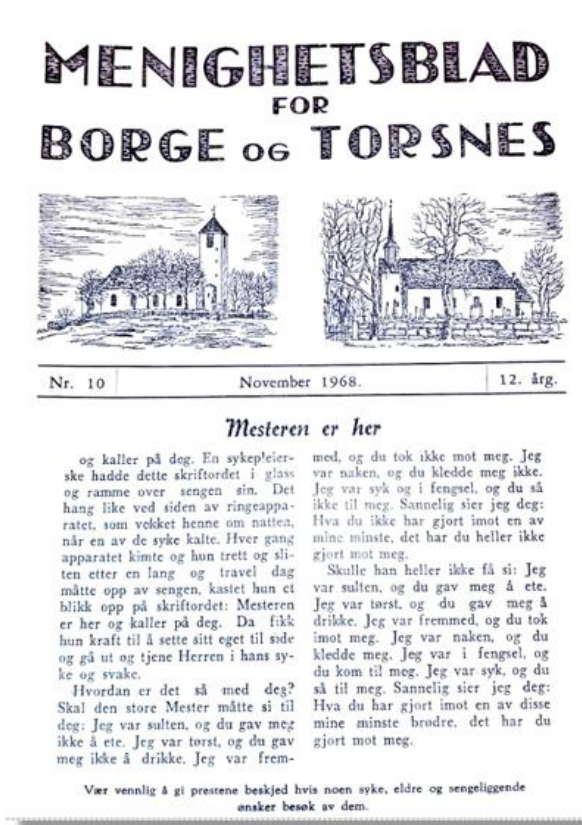 MENIGHETSBLAD
FOR
BORGE OG TORSNES
Nr. 10
November 1968.
12. årg.
Mesteren er her
og kaller på deg. En sykepleier-
ske hadde dette skriftordet i glass
og ramme over sengen sin. Det
hang like ved siden av ringeappa-
ratet, som vekket henne om natten,
når en av de syke kalte. Hver gang
apparatet kimte og hun trett og sli-
ten etter en lang og travel dag
måtte opp av sengen, kastet hun et
blikk opp på skriftordet: Mesteren
er her og kaller på deg. Da fikk
hun kraft til å sette sitt eget til side
og gå ut og tjene Herren i hans sy-
ke og svake.
Hvordan er det så med deg?
Skal den store Mester måtte si til
deg: Jeg var sulten, og du gav meg
ikke å ete. Jeg var tørst, og du gav
meg ikke å drikke. Jeg var frem-
med, og du tok ikke mot meg. Jeg
var naken, og du kledde meg ikke.
Jeg var syk og i fengsel, og du så
ikke til meg. Sannelig sier jeg deg:
Hva du ikke har gjort imot en av
mine minste, det har du heller ikke
gjort mot meg.
Skulle han heller ikke få si: Jeg
var sulten, og du gav meg å ete.
Jeg var tørst, og du gav meg å
drikke. Jeg var fremmed, og du tok
imot meg. Jeg var naken, og du
kledde meg. Jeg var i fengsel, og
du kom til meg. Jeg var syk, og du
så til meg. Sannelig sier jeg deg:
Hva du har gjort imot en av disse
mine minste brødre, det har du
gjort mot meg.
Vær vennlig å gi prestene beskjed hvis noen syke, eldre og sengeliggende
ønsker besøk av dem.